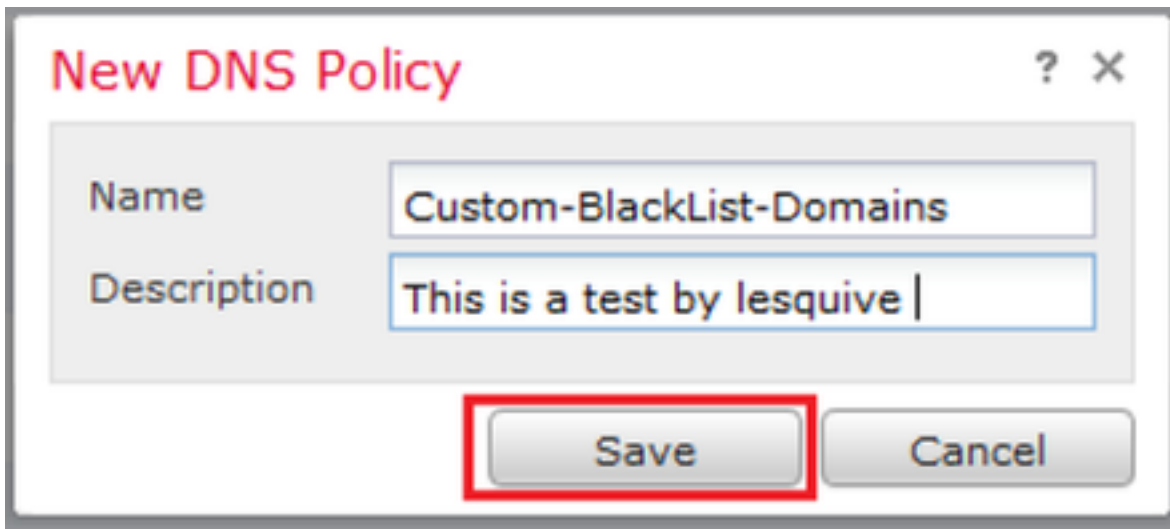 New DNS Policy ? ×
Name Custom-BlackList-Domains
Description This is a test by lesquive
Save Cancel